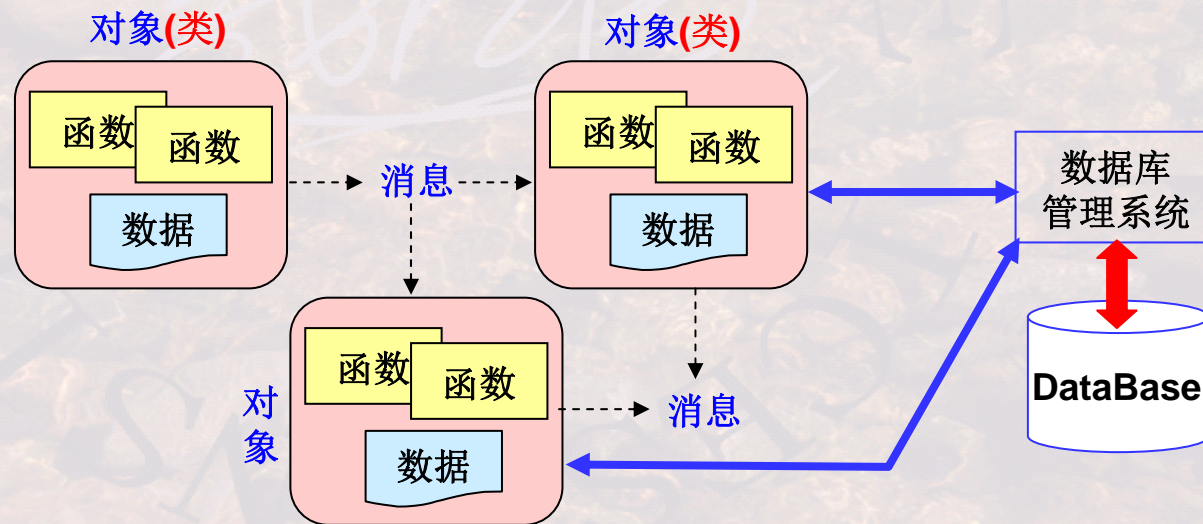 对象(类)
对象(类)
函数
函数
数据
消息
函数
函数
数据
数据库
管理系统
DataBase
对
象
函数
函数
数据
消息